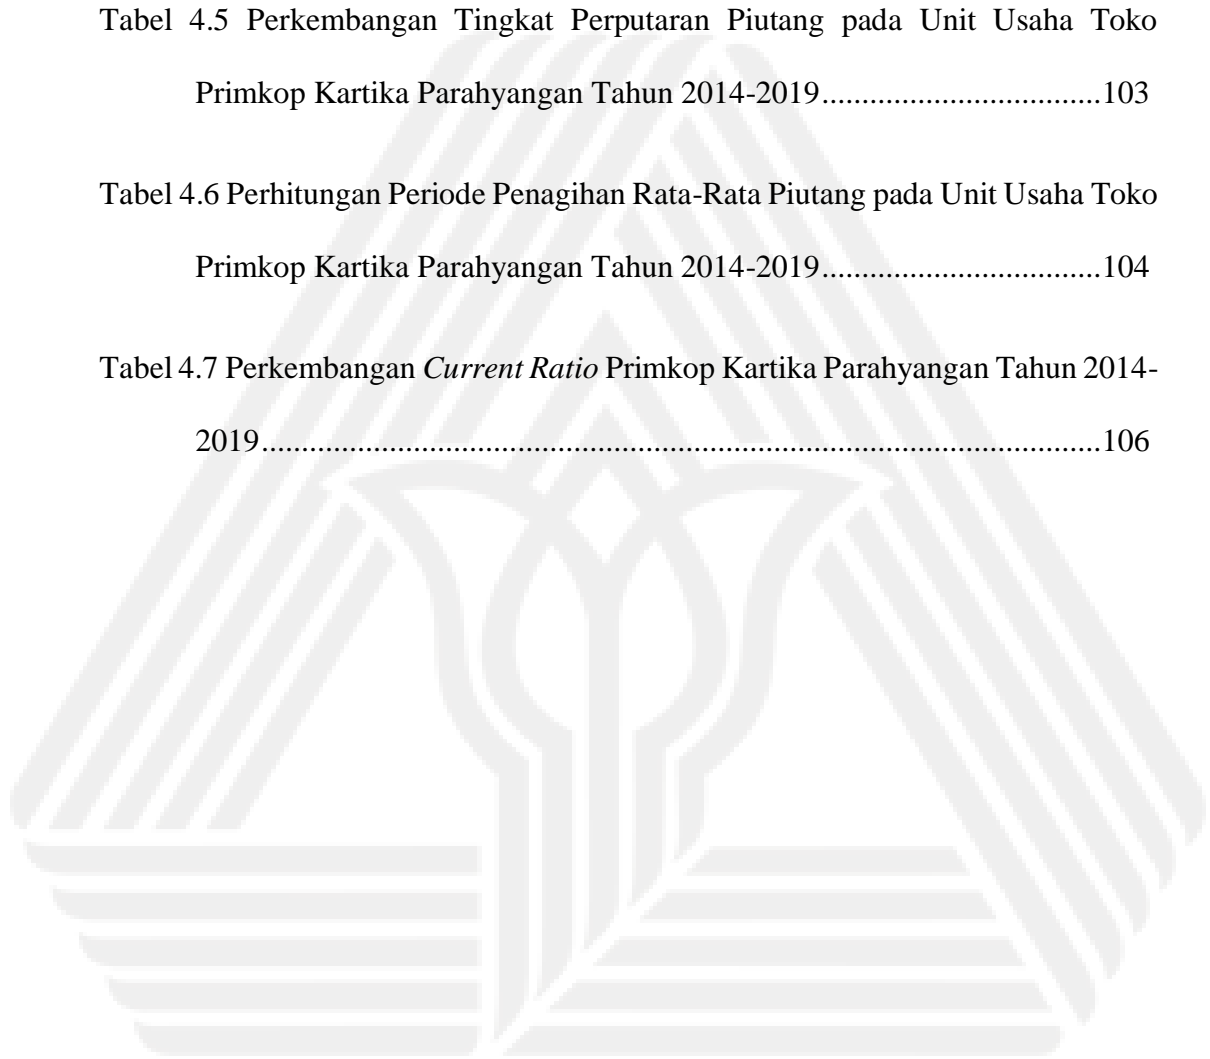 Tabel 4.5 Perkembangan Tingkat Perputaran Piutang pada Unit Usaha Toko
Primkop Kartika Parahyangan Tahun 2014-2019...................................103
Tabel 4.6 Perhitungan Periode Penagihan Rata-Rata Piutang pada Unit Usaha Toko
Primkop Kartika Parahyangan Tahun 2014-2019...................................104
Tabel 4.7 Perkembangan Current Ratio Primkop Kartika Parahyangan Tahun 2014-
2019.........................................................................................................106